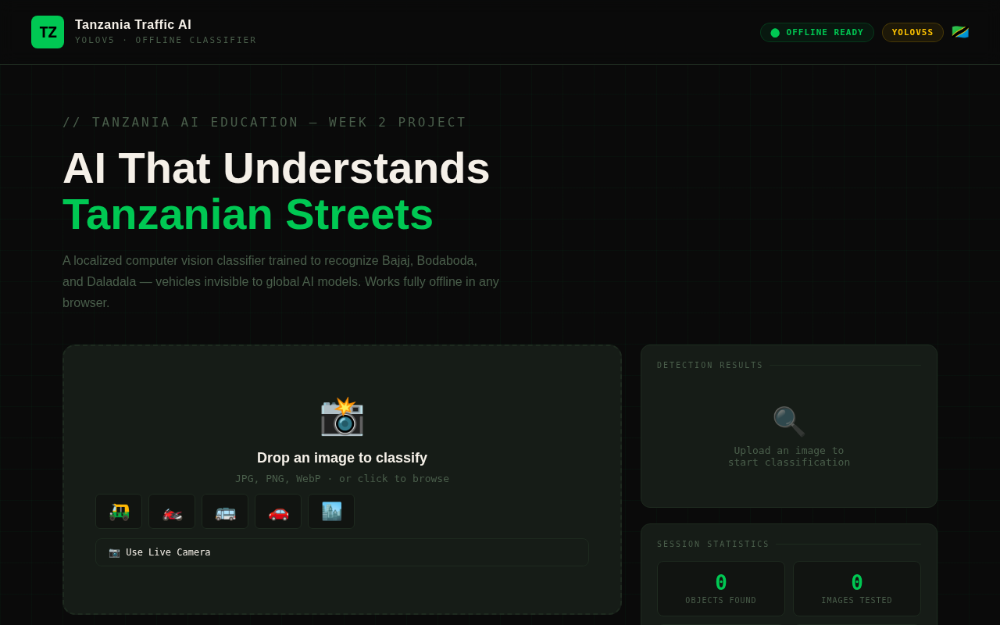 TZ
Tanzania Traffic AI
YOLOV5 · OFFLINE CLASSIFIER
OFFLINE READY
YOLOV5S
// TANZANIA AI EDUCATION — WEEK 2 PROJECT
AI That Understands
Tanzanian Streets
A localized computer vision classifier trained to recognize Bajaj, Bodaboda,
and Daladala — vehicles invisible to global AI models. Works fully offline in any
browser.
Drop an image to classify
JPG, PNG, WebP · or click to browse
Use Live Camera
DETECTION RESULTS
Upload an image to
start classification
SESSION STATISTICS
0
OBJECTS FOUND
0
IMAGES TESTED